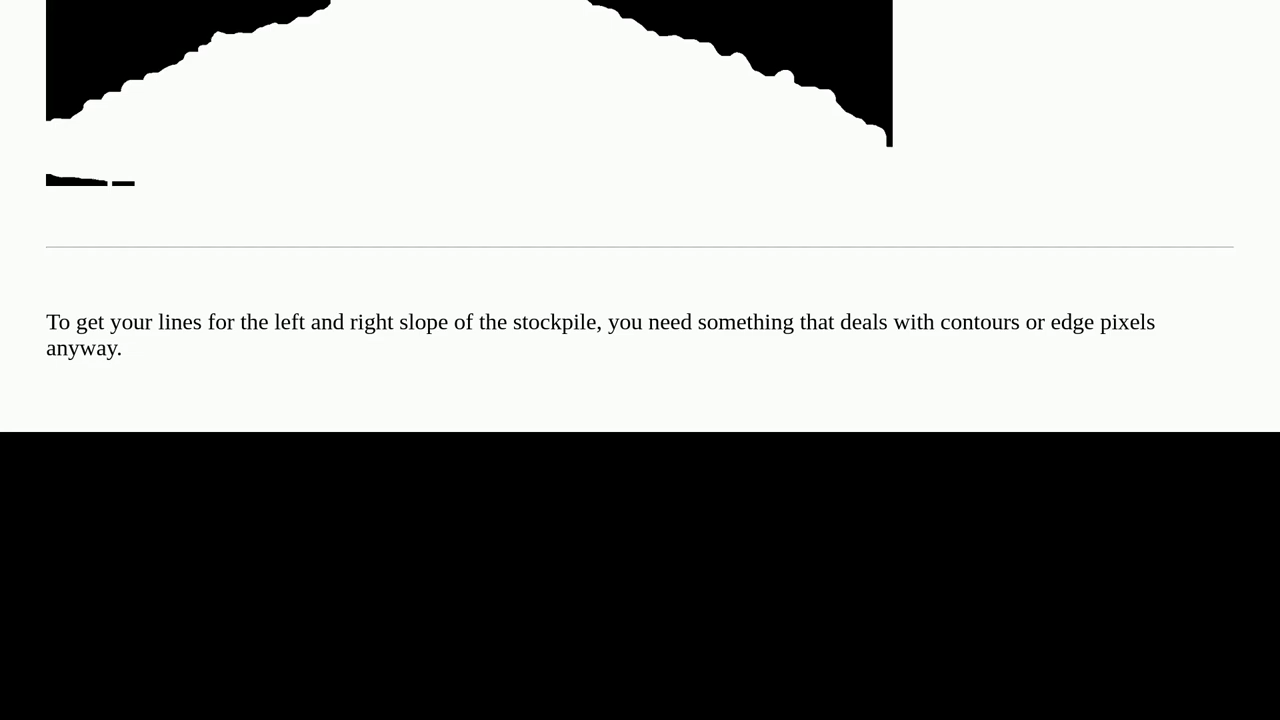 To get your lines for the left and right slope of the stockpile, you need something that deals with contours or edge pixels
anyway.